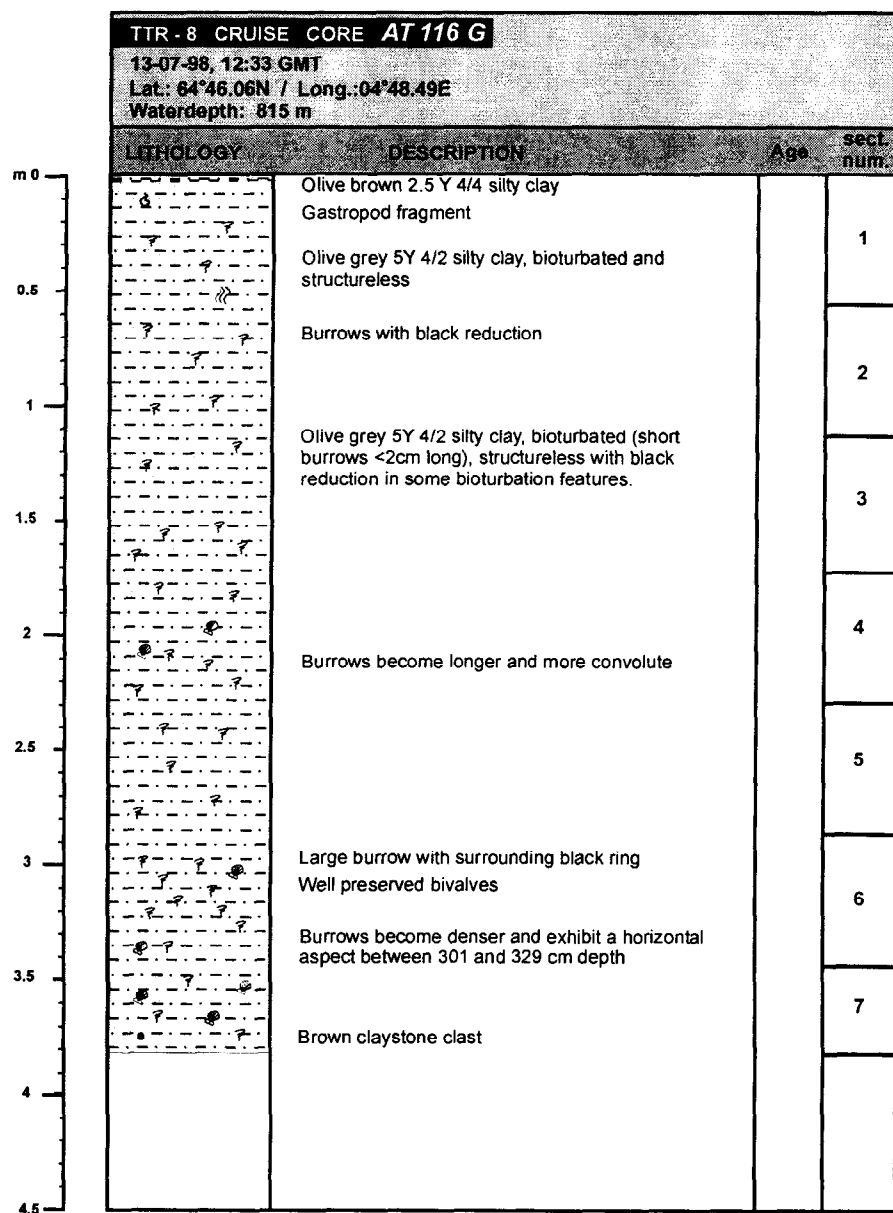 TTR - 8 CRUISE CORE AT 116 G
13-07-98, 12:33 GMT
Lat.: 64°46.06N / Long.:04°48.49E
Waterdepth: 815 m
LITHOLOGY DESCRIPTION Age sect. num.
m 0
Olive brown 2.5 Y 4/4 silty clay
Gastropod fragment
1
Olive grey 5Y 4/2 silty clay, bioturbated and
structureless
0.5
Burrows with black reduction
2
1
Olive grey 5Y 4/2 silty clay, bioturbated (short
burrows <2cm long), structureless with black
reduction in some bioturbation features.
3
1.5
4
2
Burrows become longer and more convolute
2.5
5
3
Large burrow with surrounding black ring
Well preserved bivalves
6
Burrows become denser and exhibit a horizontal
aspect between 301 and 329 cm depth
3.5
7
Brown claystone clast
4
4.5